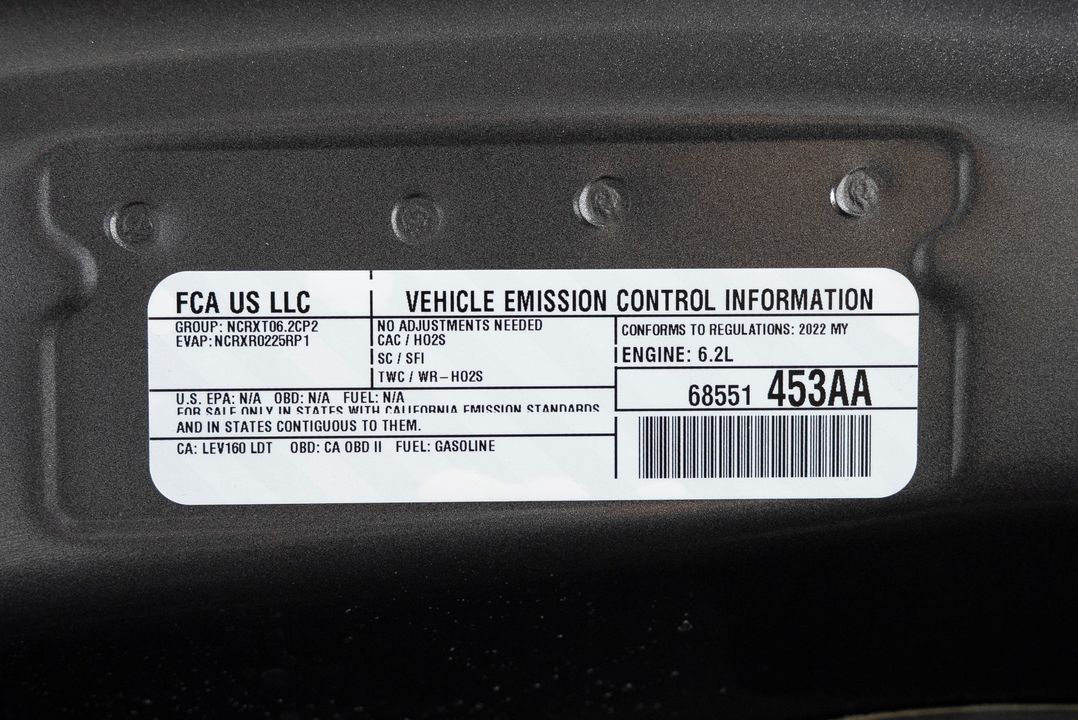 FCA US LLC
VEHICLE EMISSION CONTROL INFORMATION
GROUP: NCRXT06.2CP2
EVAP: NCRXR0225RP1
NO ADJUSTMENTS NEEDED
CAC / HO2S
SC / SFI
TWC / WR-HO2S
CONFORMS TO REGULATIONS: 2022 MY
ENGINE: 6.2L
68551 453AA
U.S. EPA: N/A OBD: N/A FUEL: N/A
FOR SALE ONLY IN STATES WITH CALIFORNIA EMISSION STANDARDS
AND IN STATES CONTIGUOUS TO THEM.
CA: LEV160 LDT OBD: CA OBD II FUEL: GASOLINE